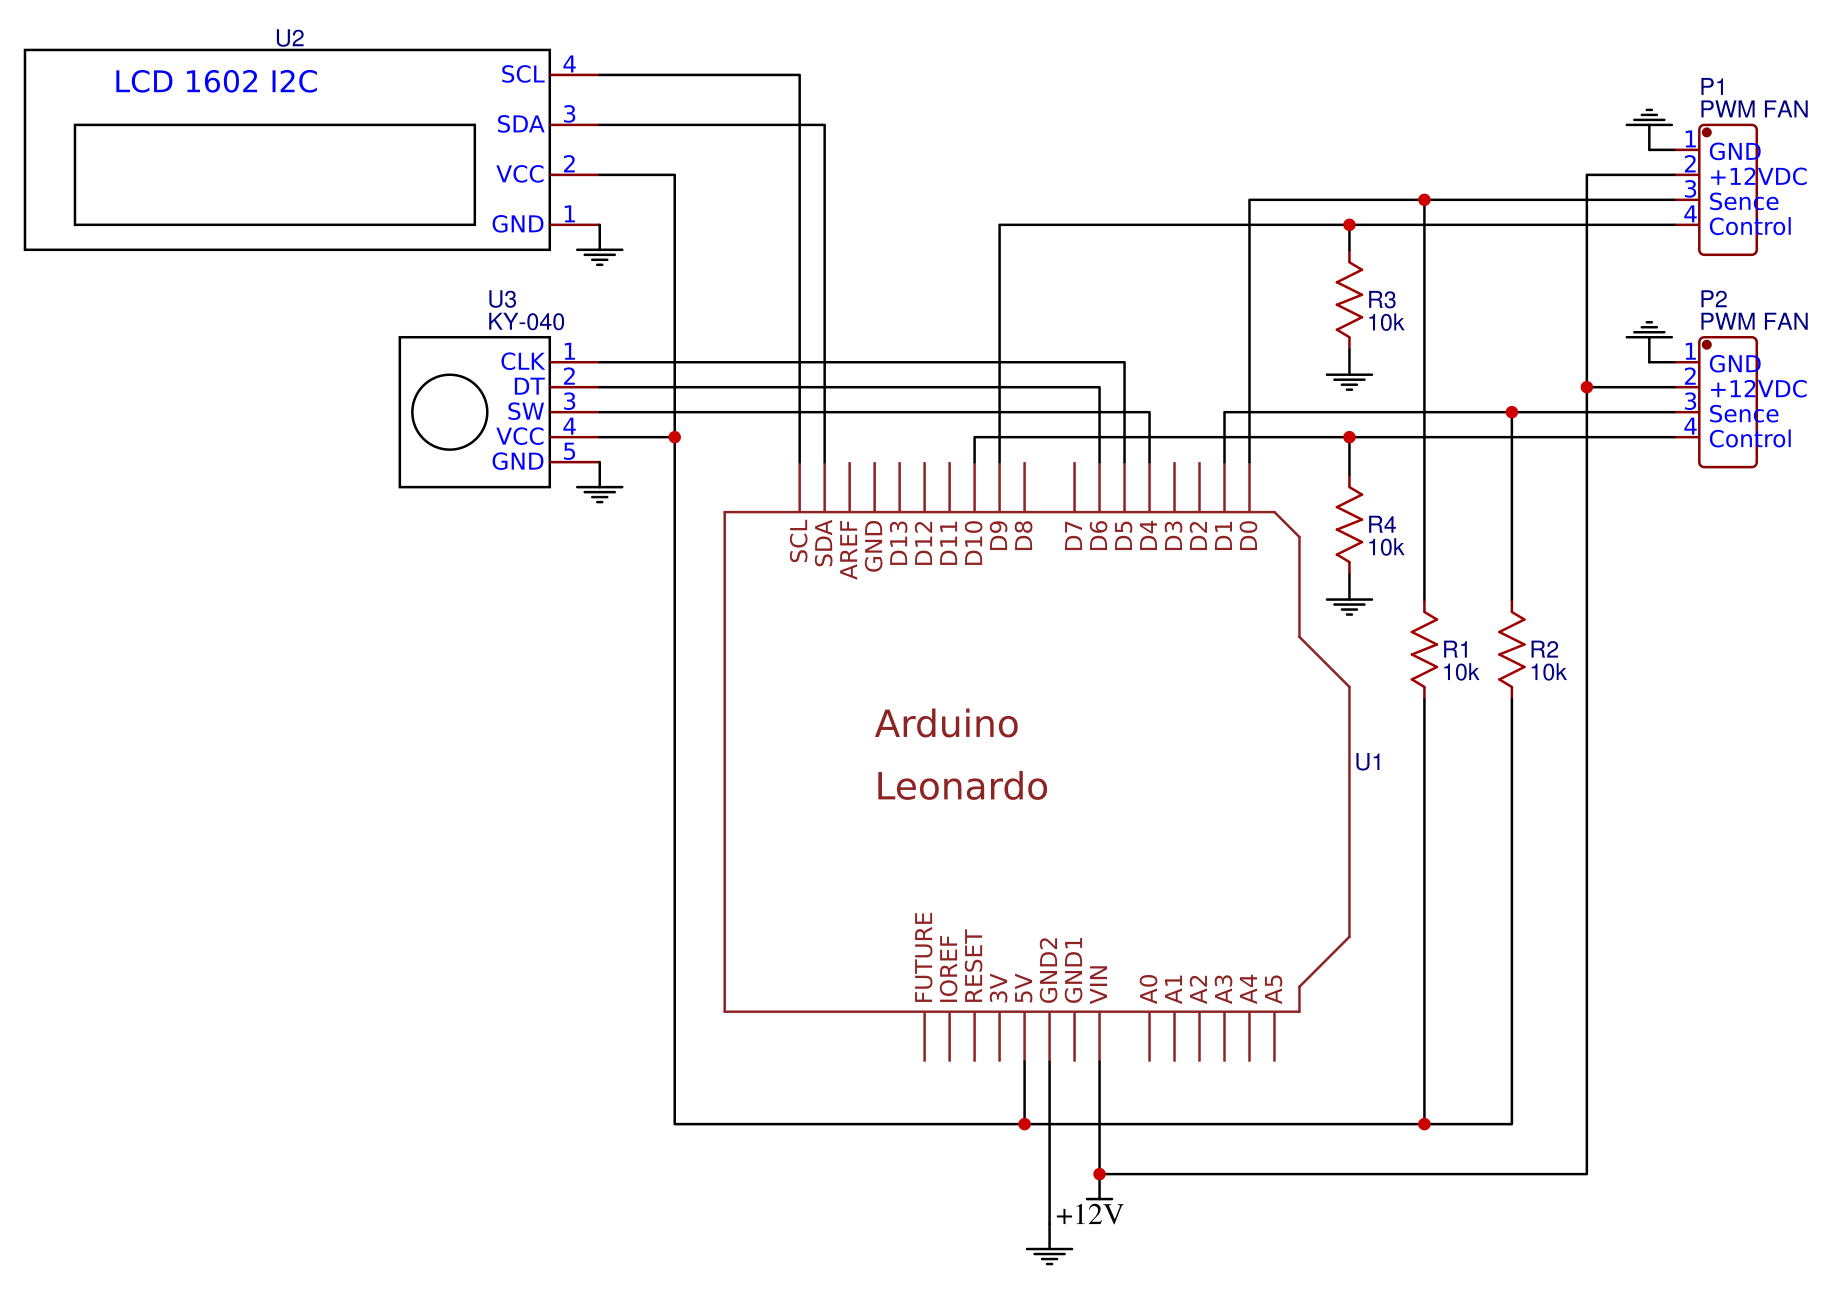 U2
LCD 1602 I2C
SCL 4
SDA 3
VCC 2
GND 1
U3
KY-040
CLK 1
DT 2
SW 3
VCC 4
GND 5
P1
PWM FAN
1 GND
2 +12VDC
3 Sence
4 Control
P2
PWM FAN
1 GND
2 +12VDC
3 Sence
4 Control
R3
10k
R4
10k
R1
10k
R2
10k
SCL
SDA
AREF
GND
D13
D12
D11
D10
D9
D8
D7
D6
D5
D4
D3
D2
D1
D0
Arduino
Leonardo
U1
FUTURE
IOREF
RESET
3V
5V
GND2
GND1
VIN
A0
A1
A2
A3
A4
A5
+12V